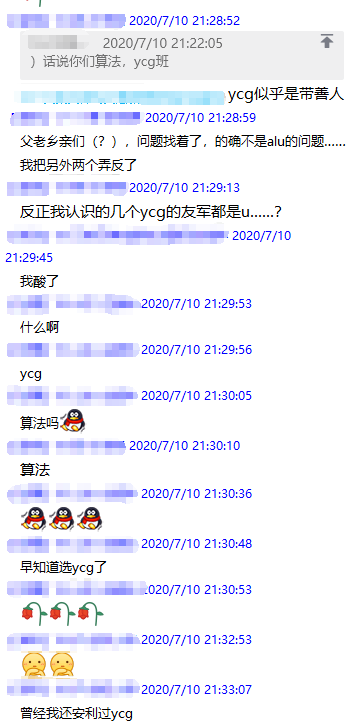 2020/7/10 21:28:52
2020/7/10 21:22:05
）话说你们算法，ycg班
ycg似乎是带善人
2020/7/10 21:28:59
父老乡亲们（？），问题找着了，的确不是alu的问题......
我把另外两个弄反了
2020/7/10 21:29:13
反正我认识的几个ycg的友军都是u......?
2020/7/10
21:29:45
我酸了
2020/7/10 21:29:53
什么啊
2020/7/10 21:29:56
ycg
2020/7/10 21:30:05
算法吗
2020/7/10 21:30:10
算法
2020/7/10 21:30:36
2020/7/10 21:30:48
早知道选ycg了
2020/7/10 21:30:53
2020/7/10 21:32:53
2020/7/10 21:33:07
曾经我还安利过ycg